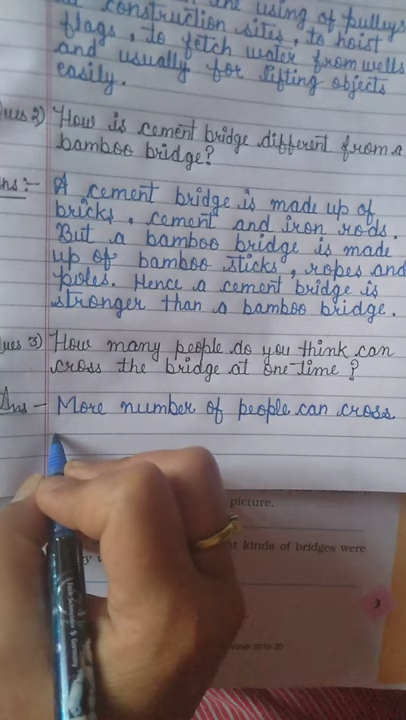 construction sites, to hoist
flags, to fetch water from wells
and usually for lifting objects
easily.
Ques 2) How is cement bridge different from a
bamboo bridge?
Ans:- A cement bridge is made up of
bricks, cement and iron rods.
But a bamboo bridge is made
up of bamboo sticks, ropes and
poles. Hence a cement bridge is
stronger than a bamboo bridge.
Ques 3) How many people do you think can
cross the bridge at one-time?
Ans - More number of people can cross
picture.
kinds of bridges were
3
2019-20